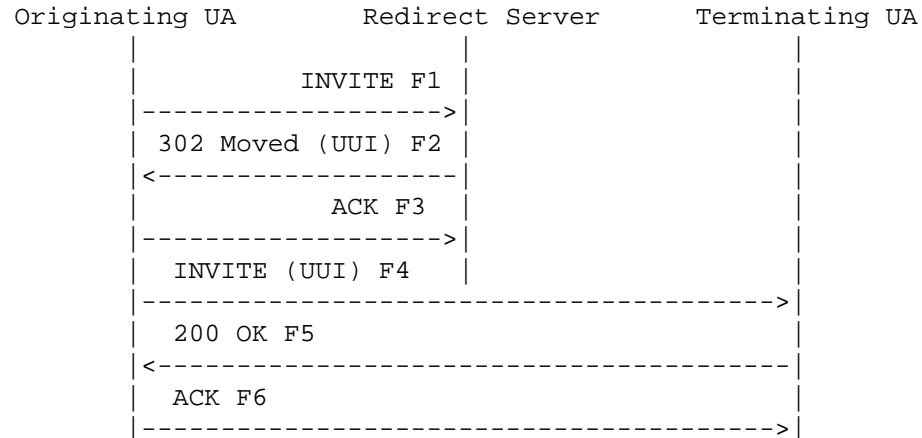 Originating UA Redirect Server Terminating UA
INVITE F1
302 Moved (UUI) F2
ACK F3
INVITE (UUI) F4
200 OK F5
ACK F6